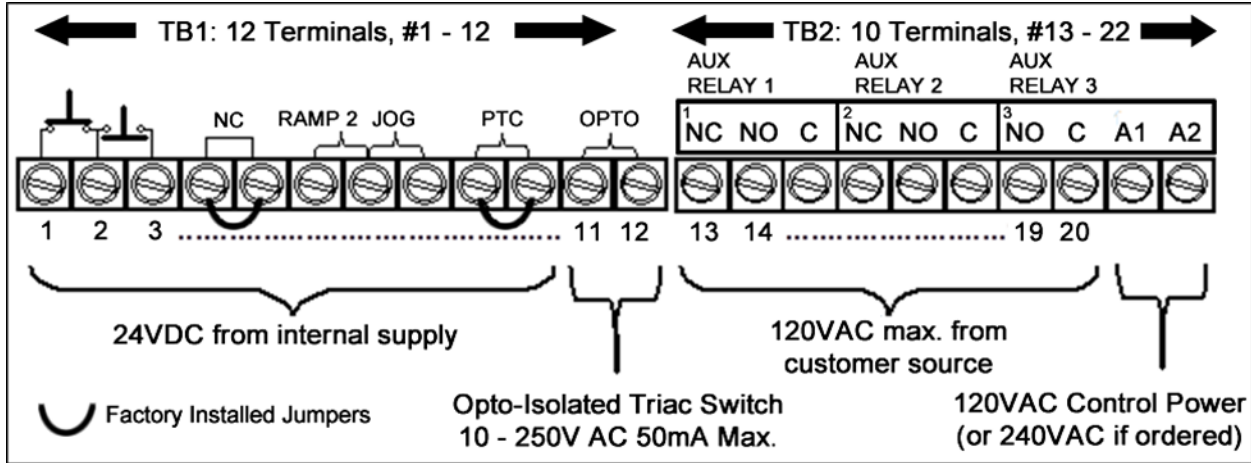 TB1: 12 Terminals, #1 - 12
TB2: 10 Terminals, #13 - 22
AUX
RELAY 1
AUX
RELAY 2
AUX
RELAY 3
NC
RAMP 2
JOG
PTC
OPTO
1
NC NO C
2
NC NO C
3
NO C A1 A2
1 2 3 ........................................ 11 12
13 14 ........................ 19 20
24VDC from internal supply
120VAC max. from
customer source
Factory Installed Jumpers
Opto-Isolated Triac Switch
10 - 250V AC 50mA Max.
120VAC Control Power
(or 240VAC if ordered)